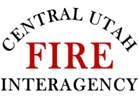 CENTRAL UTAH
FIRE
INTERAGENCY